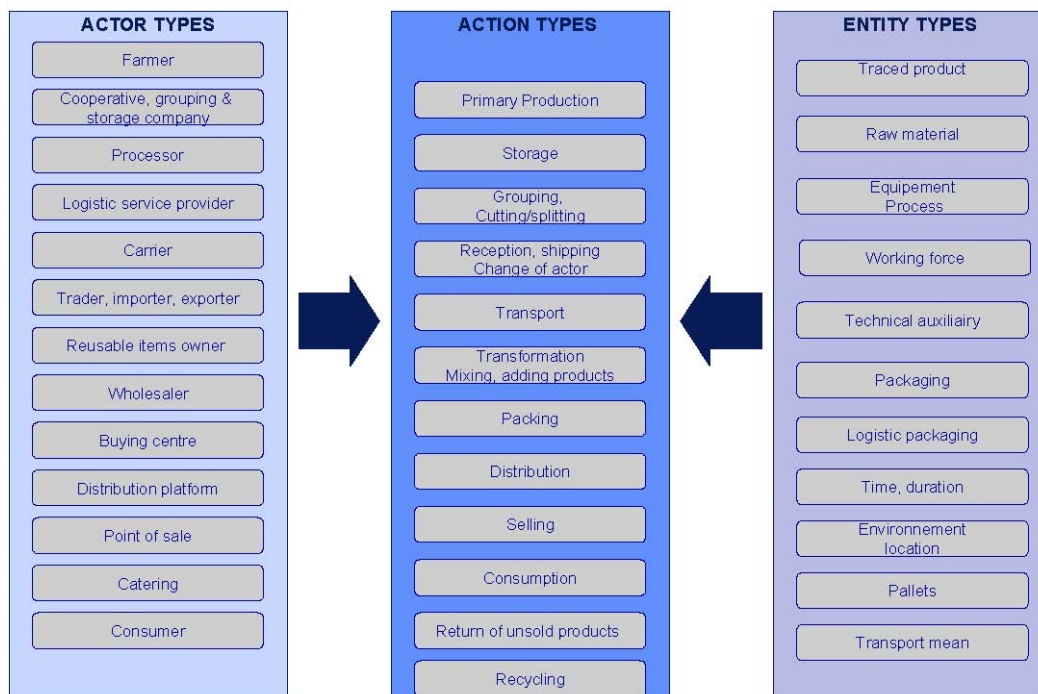 ACTOR TYPES
Farmer
Cooperative, grouping &
storage company
Processor
Logistic service provider
Carrier
Trader, importer, exporter
Reusable items owner
Wholesaler
Buying centre
Distribution platform
Point of sale
Catering
Consumer
ACTION TYPES
Primary Production
Storage
Grouping,
Cutting/splitting
Reception, shipping
Change of actor
Transport
Transformation
Mixing, adding products
Packing
Distribution
Selling
Consumption
Return of unsold products
Recycling
ENTITY TYPES
Traced product
Raw material
Equipement
Process
Working force
Technical auxiliairy
Packaging
Logistic packaging
Time, duration
Environnement
location
Pallets
Transport mean